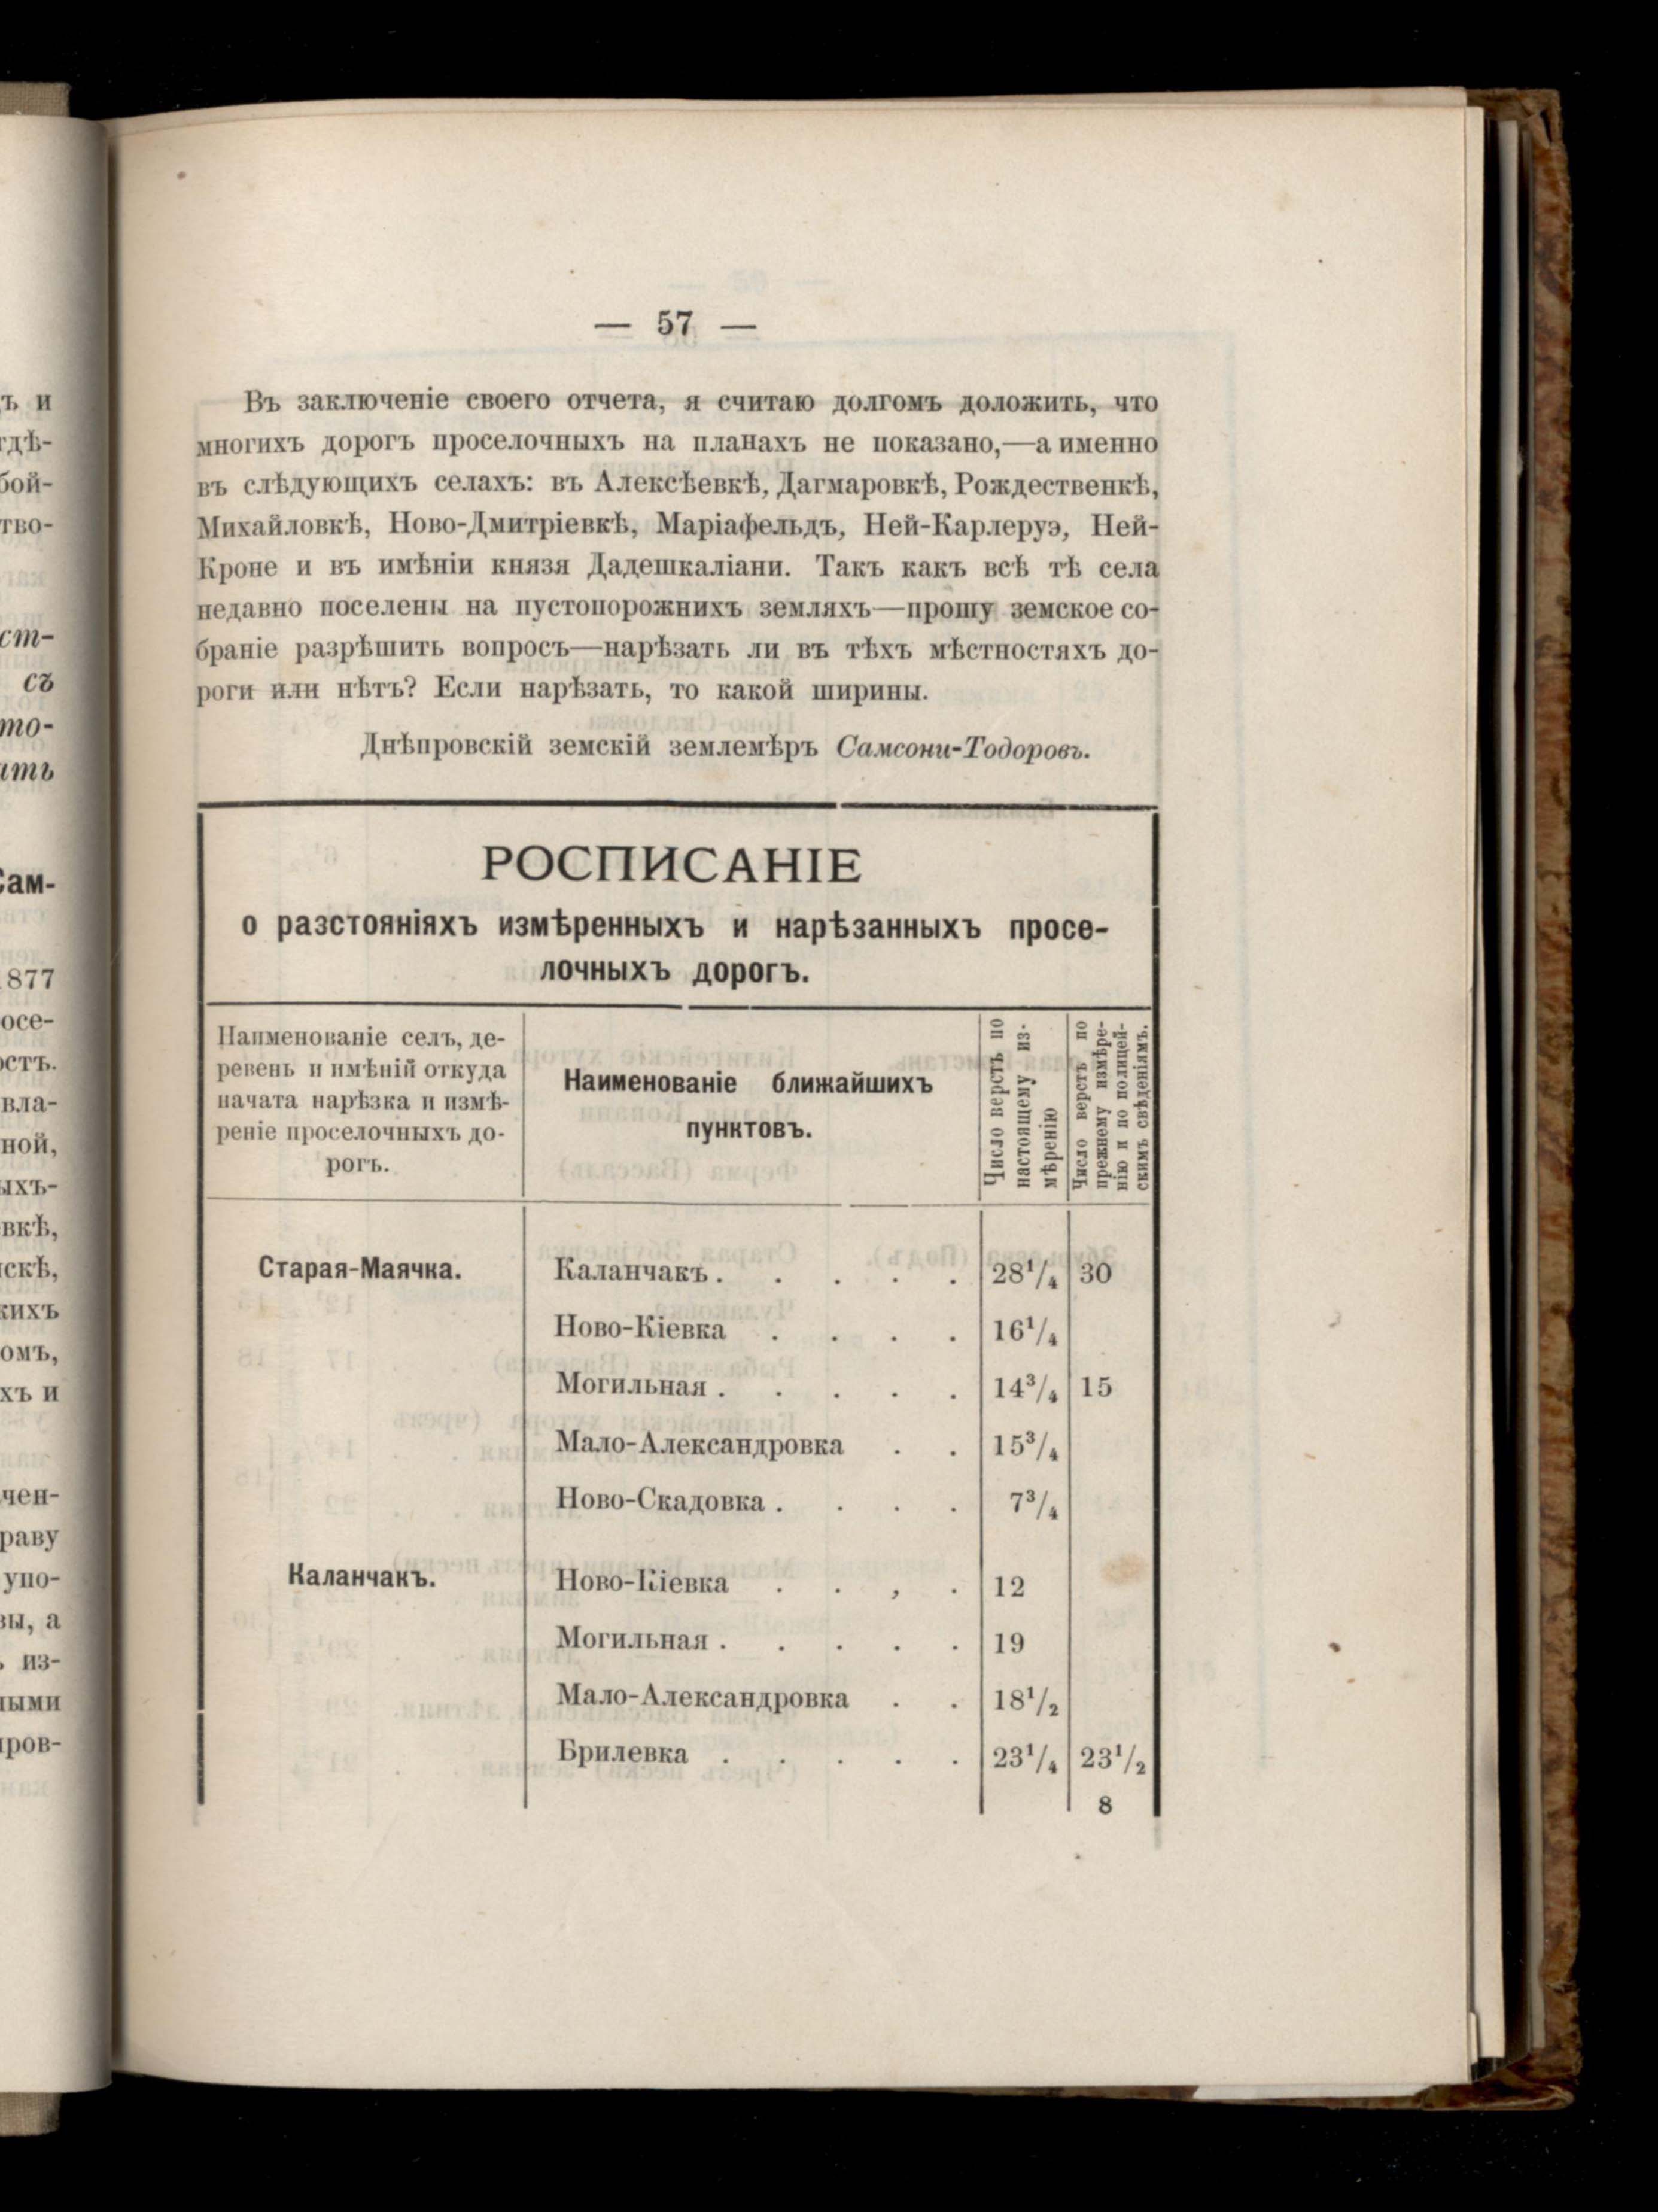 — 57 —
Въ заключеніе своего отчета, я считаю долгомъ доложить, что
многихъ дорогъ проселочныхъ на планахъ не показано,—а именно
въ слѣдующихъ селахъ: въ Алексѣевкѣ, Дагмаровкѣ, Рождественкѣ,
Михайловкѣ, Ново-Дмитріевкѣ, Маріафельдъ, Ней-Карлеруэ, Ней-
Кроне и въ имѣніи князя Дадешкаліани. Такъ какъ всѣ тѣ села
недавно поселены на пустопорожнихъ земляхъ—прошу земское со-
браніе разрѣшить вопросъ—нарѣзать ли въ тѣхъ мѣстностяхъ до-
роги или нѣтъ? Если нарѣзать, то какой ширины.
Днѣпровскій земскій землемѣръ Самсони-Тодоровъ.
РОСПИСАНІЕ
о разстояніяхъ измѣренныхъ и нарѣзанныхъ просе-
лочныхъ дорогъ.
Наименованіе селъ, де-
ревень и имѣній откуда
начата нарѣзка и измѣ-
реніе проселочныхъ до-
рогъ.
Наименованіе ближайшихъ
пунктовъ.
Число верстъ по
настоящему из-
мѣренію
Число верстъ по
прежнему измѣре-
нію и по полицей-
скимъ свѣденіямъ.
Старая-Маячка. Каланчакъ . . . . . 28¹/₄ 30
Ново-Кіевка . . . . 16¹/₄
Могильная . . . . . 14³/₄ 15
Мало-Александровка . . 15³/₄
Ново-Скадовка . . . . 7³/₄
Каланчакъ. Ново-Кіевка . . , . 12
Могильная . . . . . 19
Мало-Александровка . . 18¹/₂
Брилевка . . . . . 23¹/₄ 23¹/₂
8